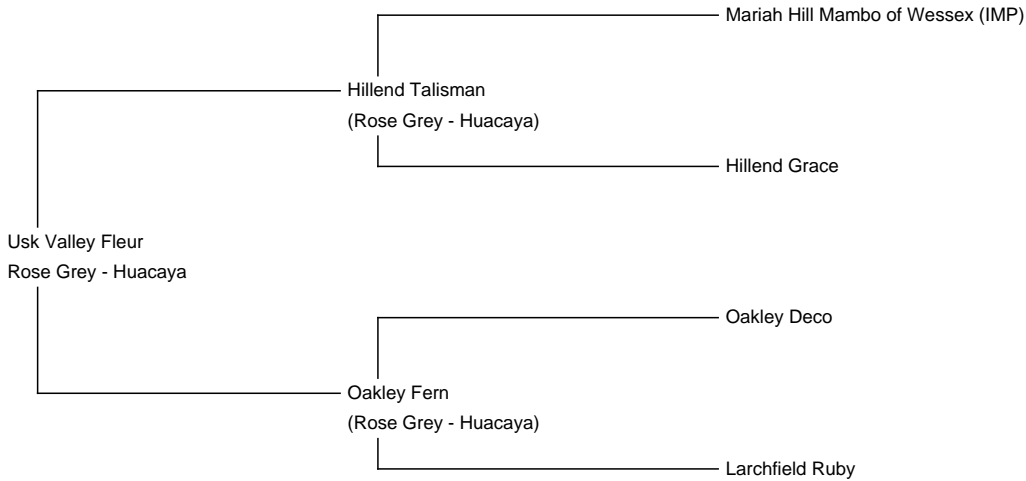 Mariah Hill Mambo of Wessex (IMP)
Hillend Talisman
(Rose Grey - Huacaya)
Hillend Grace
Usk Valley Fleur
Rose Grey - Huacaya
Oakley Deco
Oakley Fern
(Rose Grey - Huacaya)
Larchfield Ruby